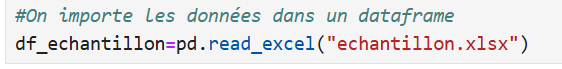 #On importe les données dans un dataframe
df_echantillon=pd.read_excel("echantillon.xlsx")